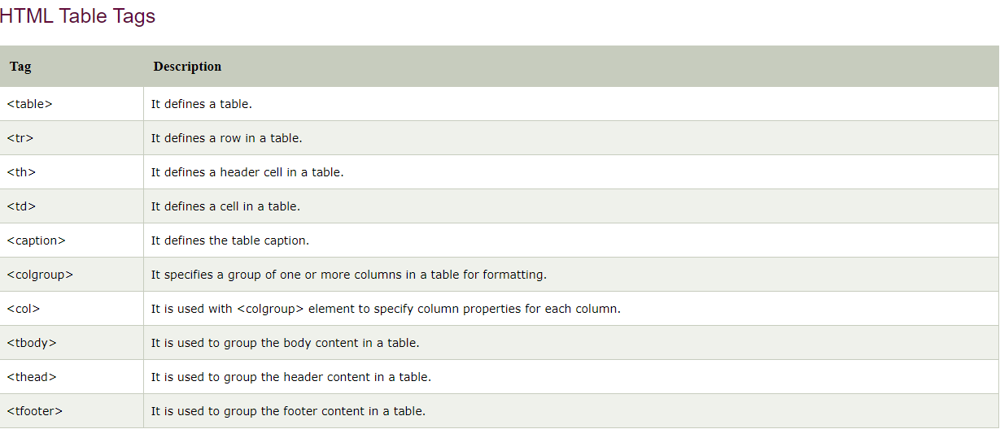 HTML Table Tags
Tag Description
<table> It defines a table.
<tr> It defines a row in a table.
<th> It defines a header cell in a table.
<td> It defines a cell in a table.
<caption> It defines the table caption.
<colgroup> It specifies a group of one or more columns in a table for formatting.
<col> It is used with <colgroup> element to specify column properties for each column.
<tbody> It is used to group the body content in a table.
<thead> It is used to group the header content in a table.
<tfooter> It is used to group the footer content in a table.